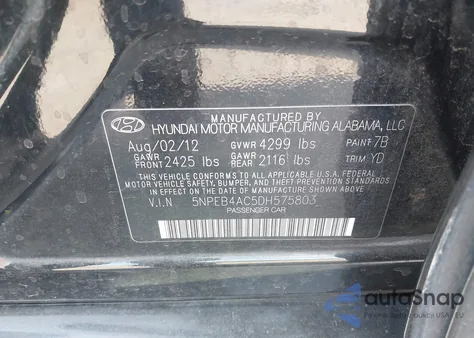 MANUFACTURED BY
HYUNDAI MOTOR MANUFACTURING ALABAMA, LLC
Aug/02/12 GVWR 4299 lbs PAINT 7B
GAWR FRONT 2425 lbs GAWR REAR 2116 lbs TRIM YD
THIS VEHICLE CONFORMS TO ALL APPLICABLE U.S. FEDERAL
MOTOR VEHICLE SAFETY, BUMPER, AND THEFT PREVENTION
STANDARDS IN EFFECT ON THE DATE OF MANUFACTURE SHOWN ABOVE.
V.I.N 5NPEB4AC5DH575803
PASSENGER CAR
autoSnap